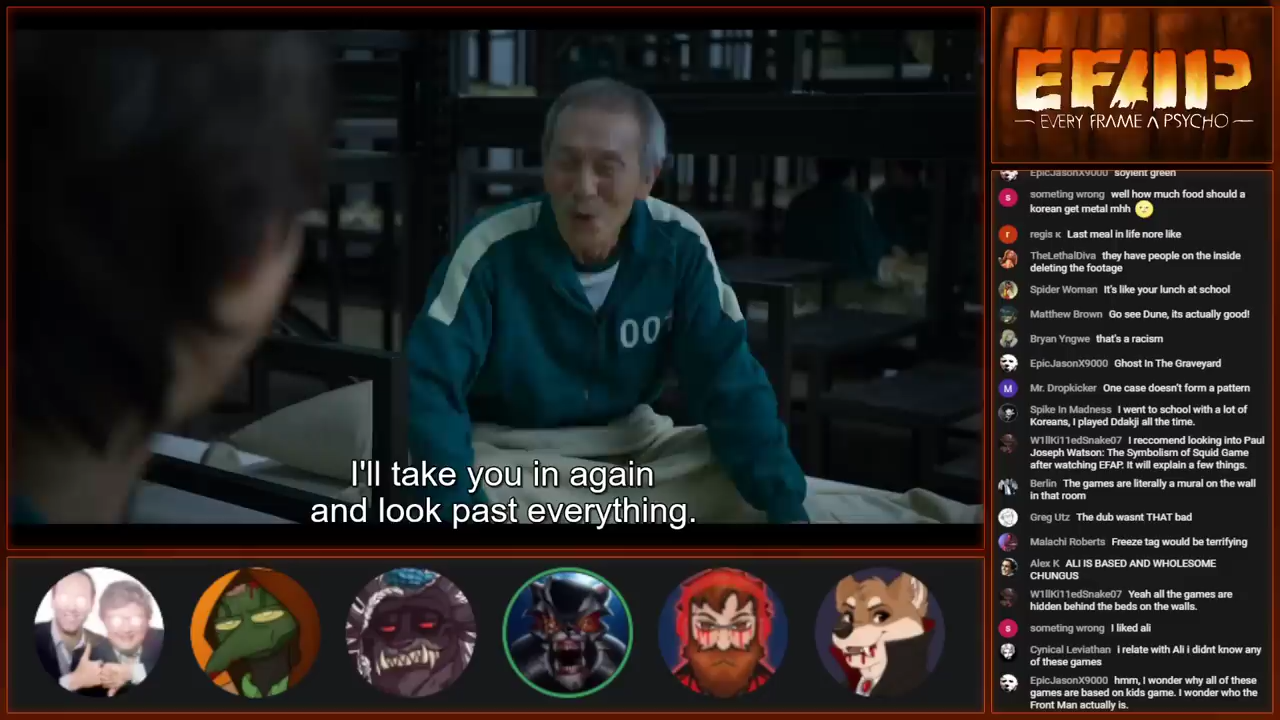 I'll take you in again
and look past everything.
EFAP
EVERY FRAME A PSYCHO
EpicJasonX9000 soylent green
someting wrong well how much food should a
korean get metal mhh
r
regis к Last meal in life nore like
TheLethalDiva they have people on the inside
deleting the footage
Spider Woman It's like your lunch at school
Matthew Brown Go see Dune, its actually good!
Bryan Yngwe that's a racism
EpicJasonX9000 Ghost In The Graveyard
M
Mr. Dropkicker One case doesn't form a pattern
Spike In Madness I went to school with a lot of
Koreans, I played Ddakji all the time.
W1llKi11edSnake07 I reccomend looking into Paul
Joseph Watson: The Symbolism of Squid Game
after watching EFAP. It will explain a few things.
Berlin The games are literally a mural on the wall
in that room
Greg Utz The dub wasnt THAT bad
Malachi Roberts Freeze tag would be terrifying
Alex K ALI IS BASED AND WHOLESOME
CHUNGUS
W1llKi11edSnake07 Yeah all the games are
hidden behind the beds on the walls.
s
someting wrong I liked ali
Cynical Leviathan i relate with Ali i didnt know any
of these games
EpicJasonX9000 hmm, I wonder why all of these
games are based on kids game. I wonder who the
Front Man actually is.